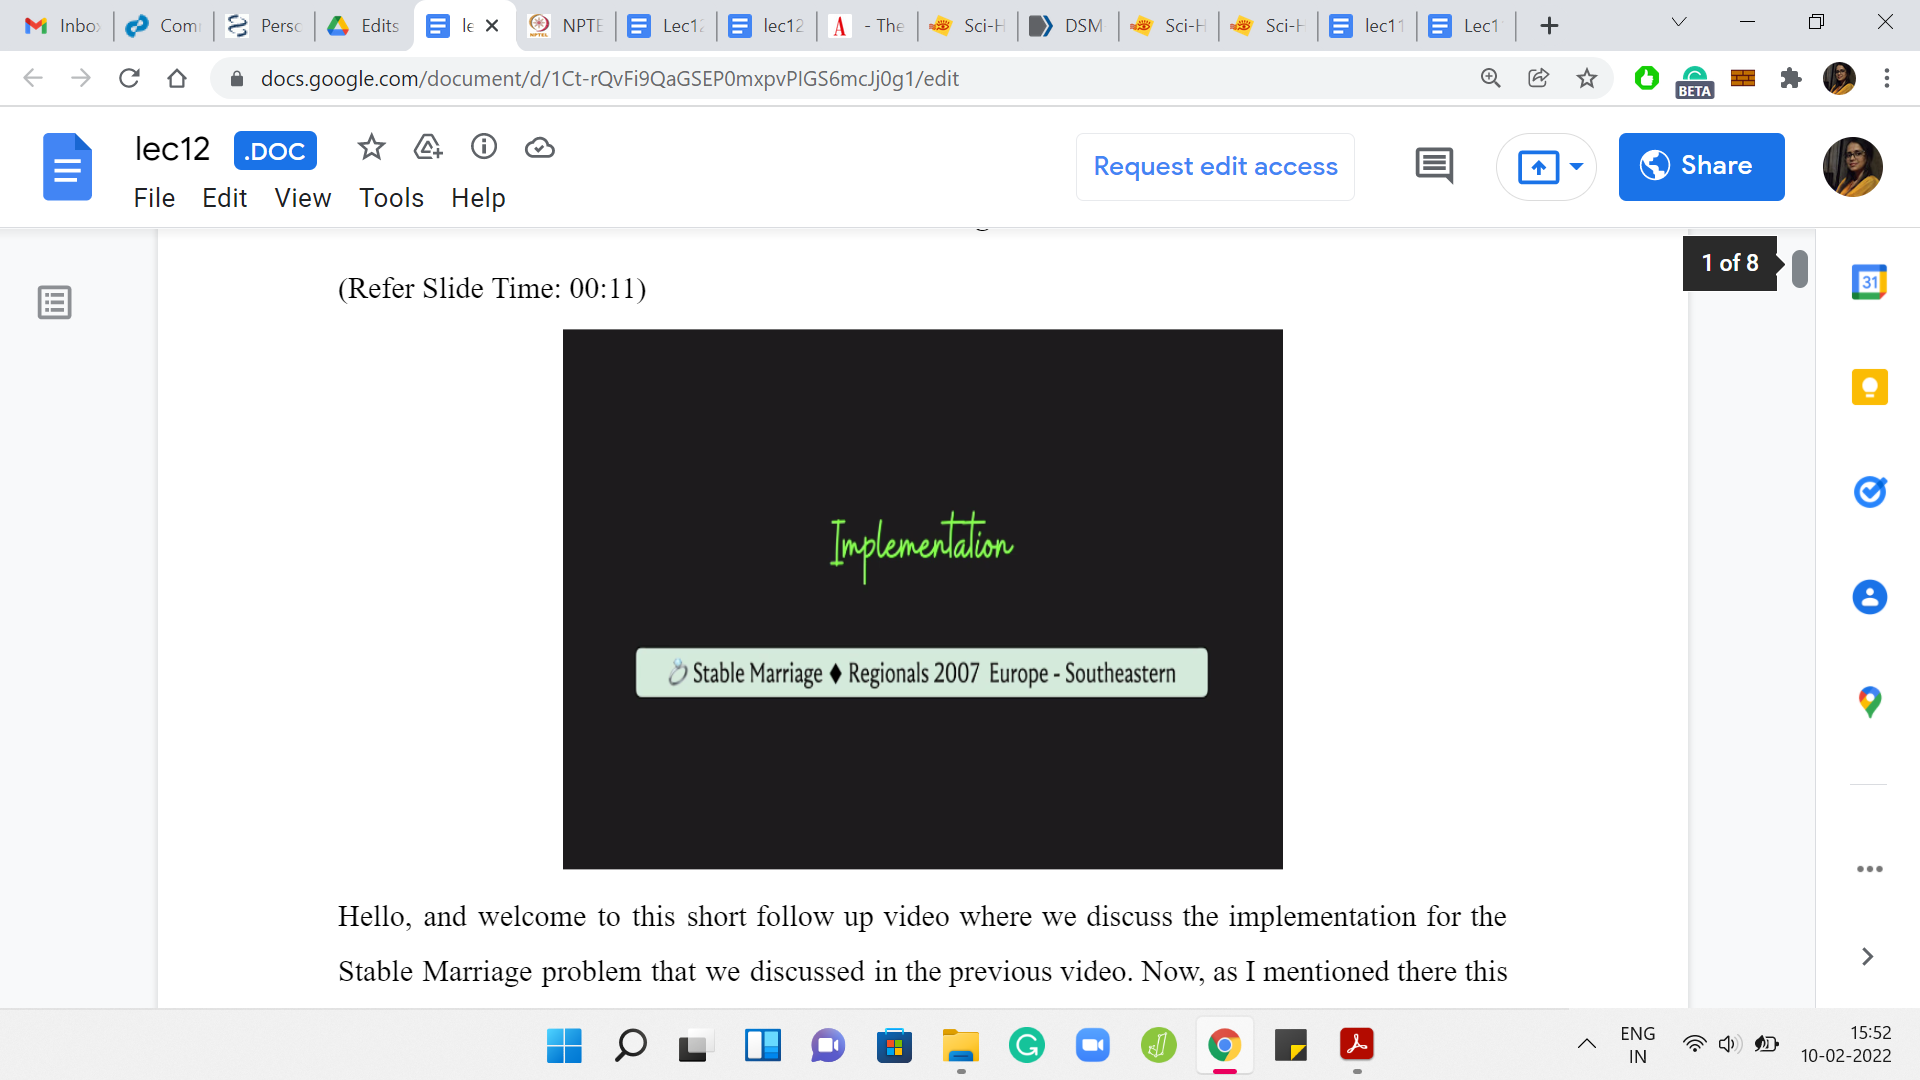 Inbo
Com
Perso
Edits
le
NPTE
Lec12
lec12
- The
Sci-H
DSM
Sci-H
Sci-H
lec11
Lec1
docs.google.com/document/d/1Ct-rQvFi9QaGSEP0mxpvPIGS6mcJj0g1/edit
BETA
lec12 .DOC
Request edit access
Share
File Edit View Tools Help
1 of 8
31
(Refer Slide Time: 00:11)
Implementation
Stable Marriage ♦ Regionals 2007 Europe - Southeastern
Hello, and welcome to this short follow up video where we discuss the implementation for the
Stable Marriage problem that we discussed in the previous video. Now, as I mentioned there this
ENG
IN
15:52
10-02-2022